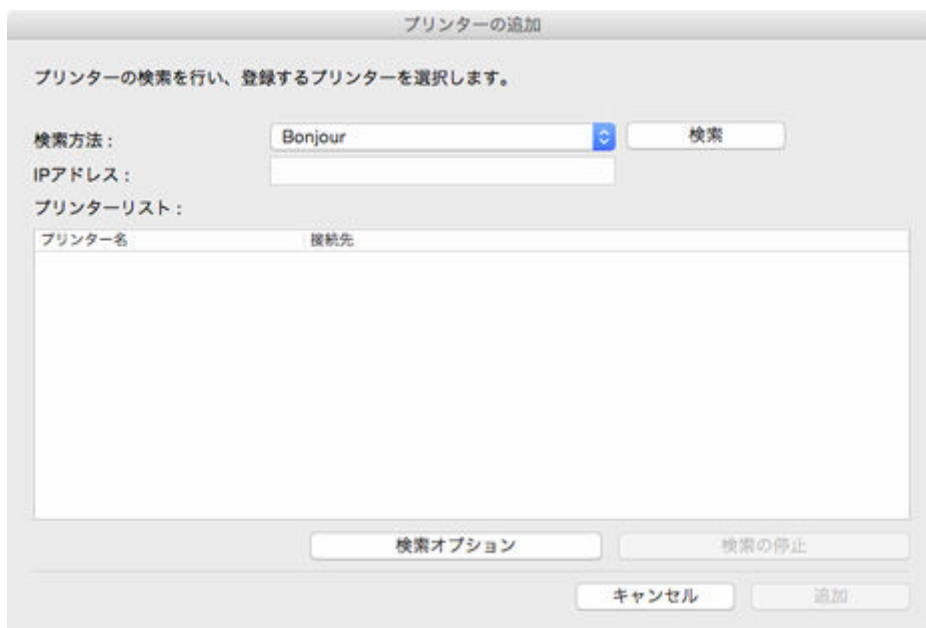 プリンターの追加
プリンターの検索を行い、登録するプリンターを選択します。
検索方法： Bonjour 検索
IPアドレス：
プリンターリスト：
プリンター名 接続先
検索オプション 検索の停止
キャンセル 追加